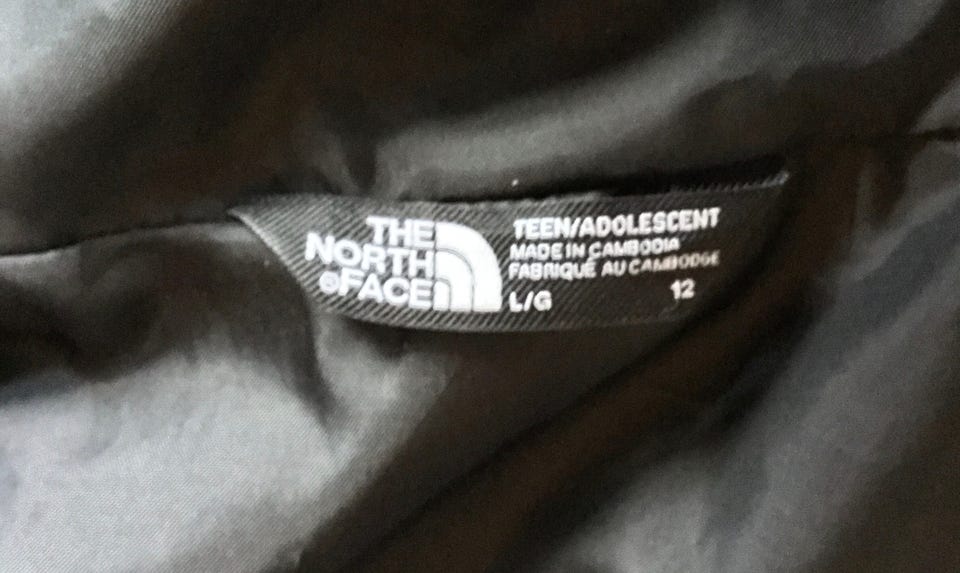 THE
NORTH
FACE
TEEN/ADOLESCENT
MADE IN CAMBODIA
FABRIQUÉ AU CAMBODGE
L/G 12